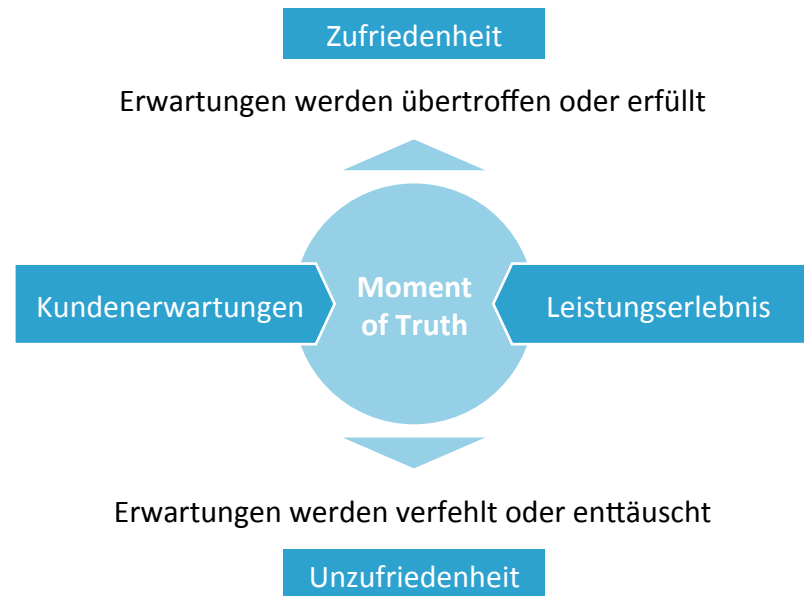 Zufriedenheit
Erwartungen werden übertroffen oder erfüllt
Kundenerwartungen
Moment
of Truth
Leistungserlebnis
Erwartungen werden verfehlt oder enttäuscht
Unzufriedenheit